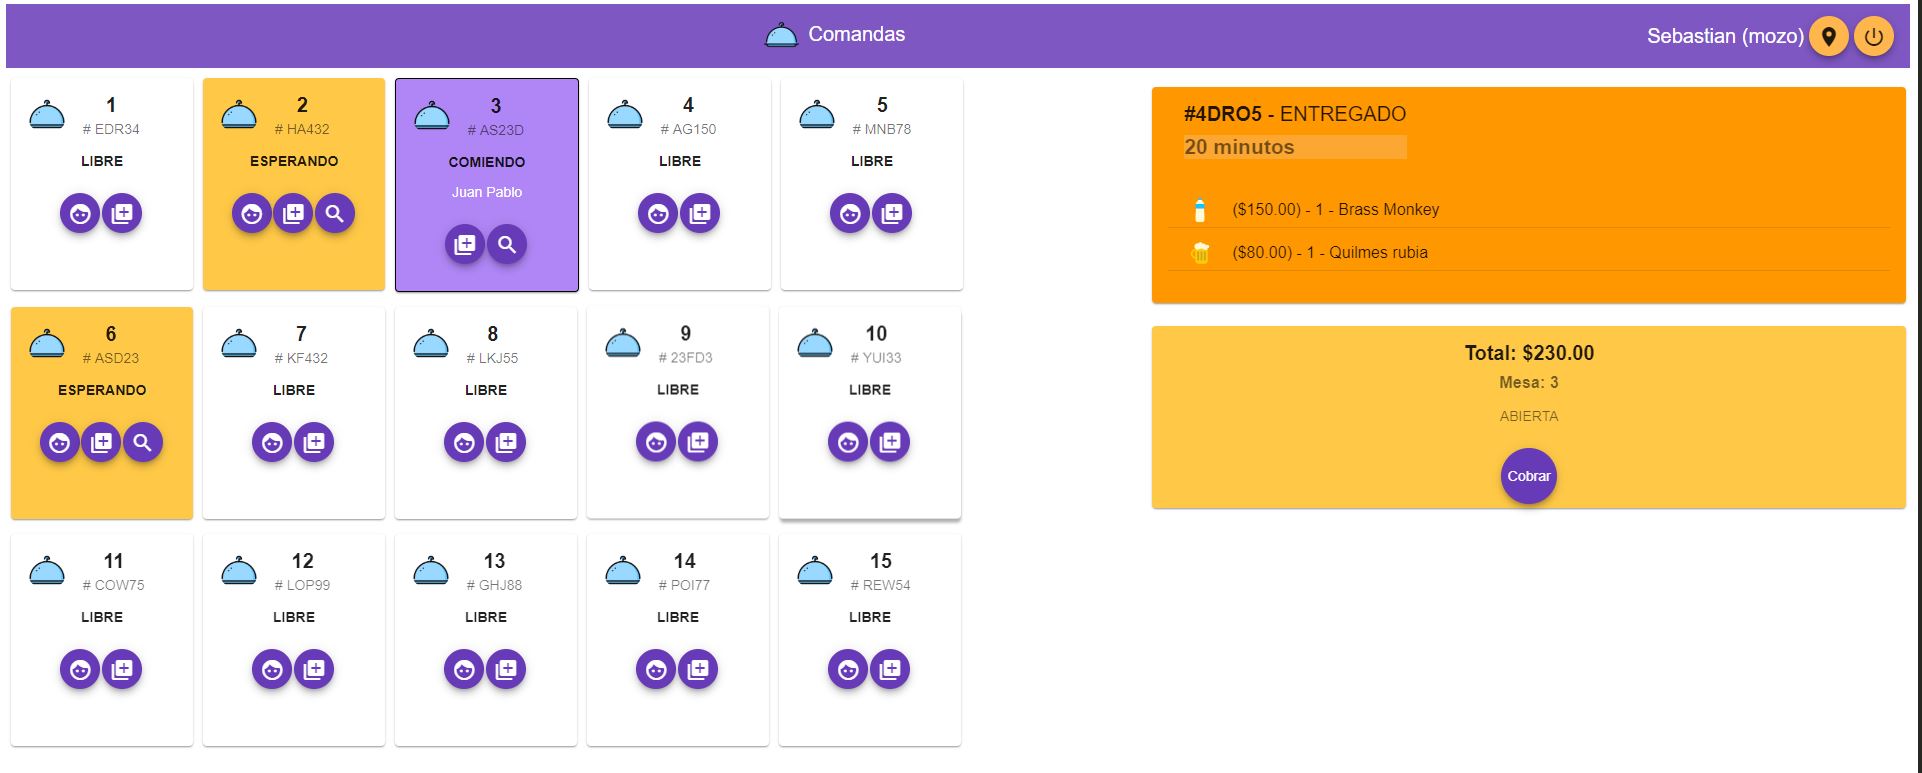 Comandas
Sebastian (mozo)
1
# EDR34
LIBRE
2
# HA432
ESPERANDO
3
# AS23D
COMIENDO
Juan Pablo
4
# AG150
LIBRE
5
# MNB78
LIBRE
6
# ASD23
ESPERANDO
7
# KF432
LIBRE
8
# LKJ55
LIBRE
9
# 23FD3
LIBRE
10
# YUI33
LIBRE
11
# COW75
LIBRE
12
# LOP99
LIBRE
13
# GHJ88
LIBRE
14
# POI77
LIBRE
15
# REW54
LIBRE
#4DRO5 - ENTREGADO
20 minutos
($150.00) - 1 - Brass Monkey
($80.00) - 1 - Quilmes rubia
Total: $230.00
Mesa: 3
ABIERTA
Cobrar